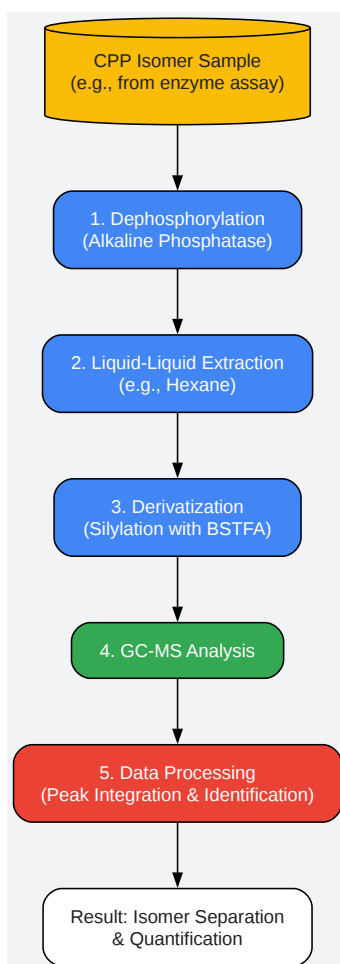 CPP Isomer Sample
(e.g., from enzyme assay)
1. Dephosphorylation
(Alkaline Phosphatase)
2. Liquid-Liquid Extraction
(e.g., Hexane)
3. Derivatization
(Silylation with BSTFA)
4. GC-MS Analysis
5. Data Processing
(Peak Integration & Identification)
Result: Isomer Separation
& Quantification